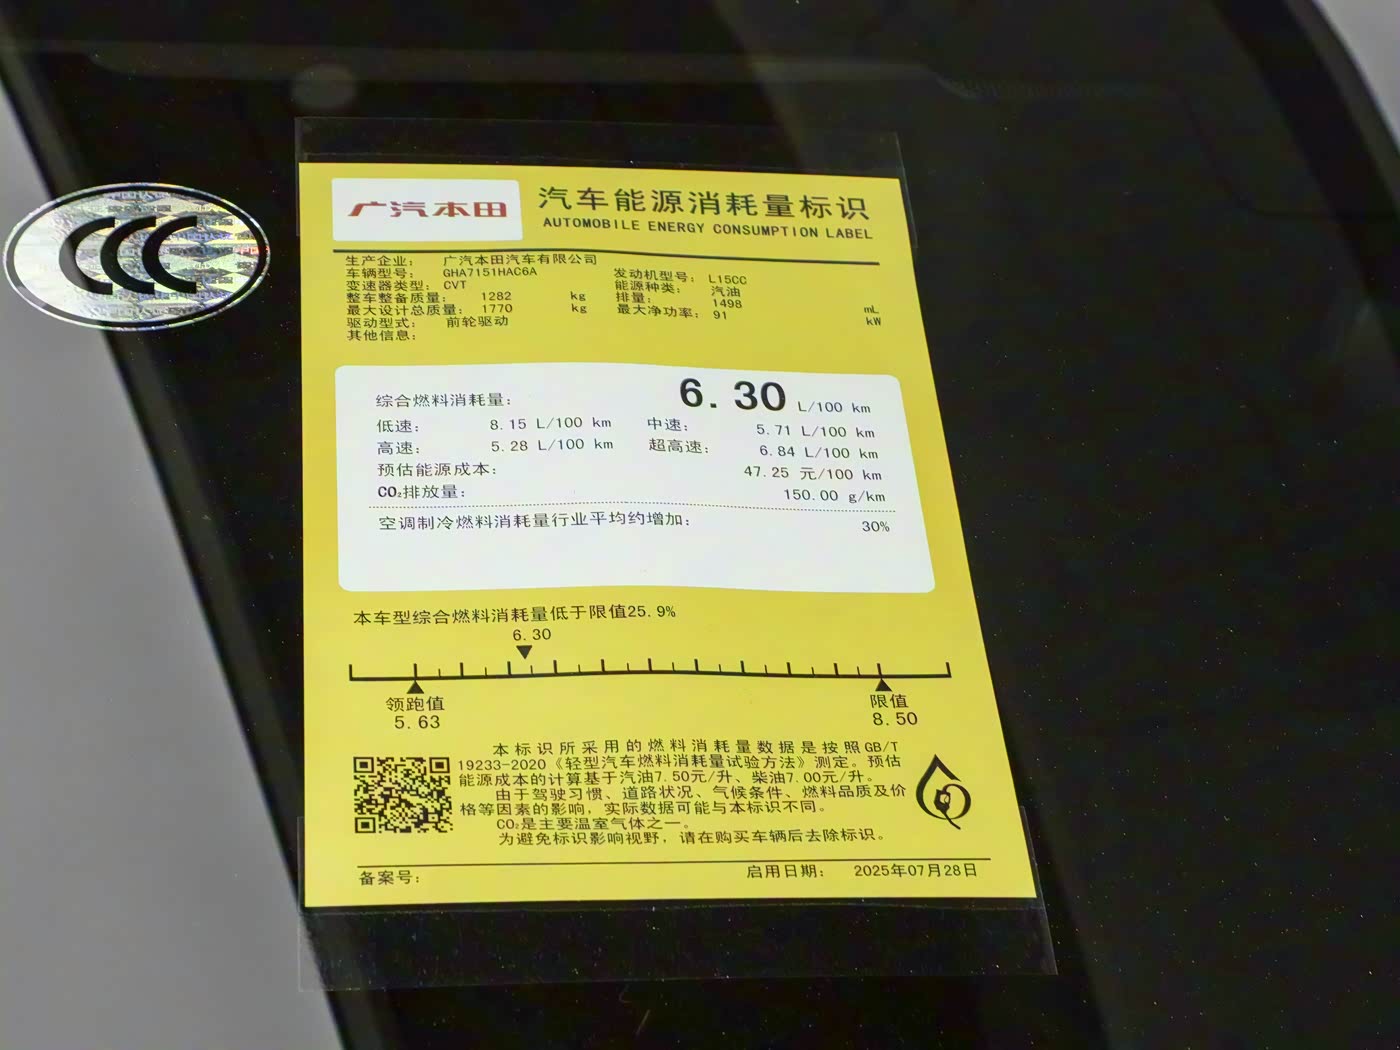 CCC
广汽本田
汽车能源消耗量标识
AUTOMOBILE ENERGY CONSUMPTION LABEL
生产企业： 广汽本田汽车有限公司
车辆型号： GHA7151HAC6A 发动机型号： L15CC
变速器类型： CVT 能源种类： 汽油
整车整备质量： 1282 kg 排量： 1498 mL
最大设计总质量： 1770 kg 最大净功率： 91 kW
驱动型式： 前轮驱动
其他信息：
综合燃料消耗量： 6.30 L/100 km
低速： 8.15 L/100 km 中速： 5.71 L/100 km
高速： 5.28 L/100 km 超高速： 6.84 L/100 km
预估能源成本： 47.25 元/100 km
CO₂排放量： 150.00 g/km
空调制冷燃料消耗量行业平均约增加： 30%
本车型综合燃料消耗量低于限值25.9%
6.30
领跑值 限值
5.63 8.50
本标识所采用的燃料消耗量数据是按照GB/T
19233-2020《轻型汽车燃料消耗量试验方法》测定。预估
能源成本的计算基于汽油7.50元/升、柴油7.00元/升。
由于驾驶习惯、道路状况、气候条件、燃料品质及价
格等因素的影响，实际数据可能与本标识不同。
CO₂是主要温室气体之一。
为避免标识影响视野，请在购买车辆后去除标识。
备案号： 启用日期： 2025年07月28日